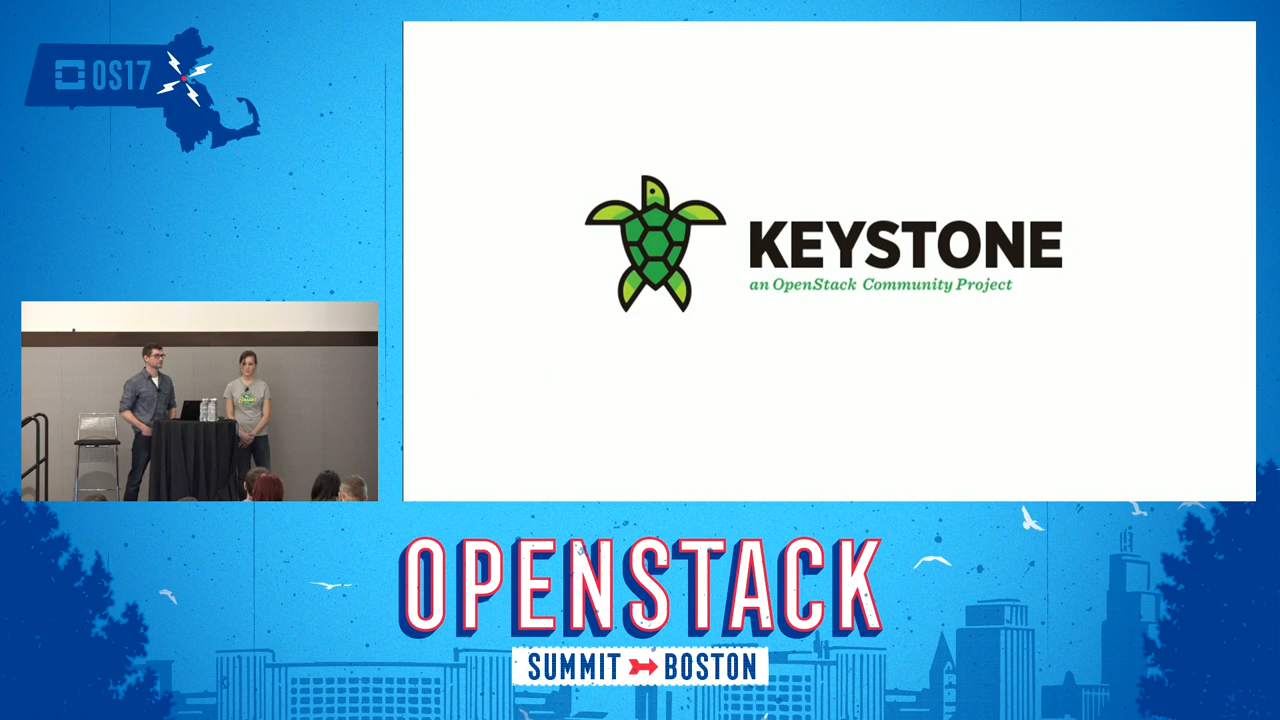 OS17
KEYSTONE
an OpenStack Community Project
OPENSTACK
SUMMIT BOSTON